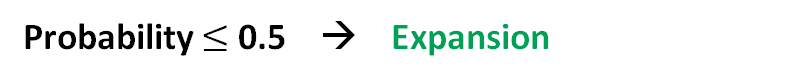 Probability ≤ 0.5 → Expansion